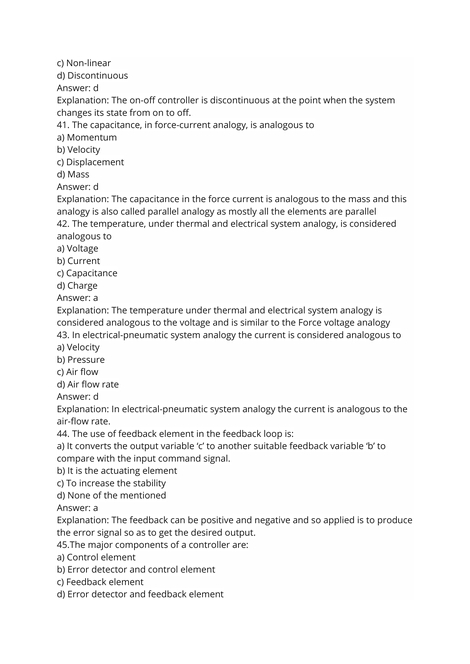 c) Non-linear
d) Discontinuous
Answer: d
Explanation: The on-off controller is discontinuous at the point when the system
changes its state from on to off.
41. The capacitance, in force-current analogy, is analogous to
a) Momentum
b) Velocity
c) Displacement
d) Mass
Answer: d
Explanation: The capacitance in the force current is analogous to the mass and this
analogy is also called parallel analogy as mostly all the elements are parallel
42. The temperature, under thermal and electrical system analogy, is considered
analogous to
a) Voltage
b) Current
c) Capacitance
d) Charge
Answer: a
Explanation: The temperature under thermal and electrical system analogy is
considered analogous to the voltage and is similar to the Force voltage analogy
43. In electrical-pneumatic system analogy the current is considered analogous to
a) Velocity
b) Pressure
c) Air flow
d) Air flow rate
Answer: d
Explanation: In electrical-pneumatic system analogy the current is analogous to the
air-flow rate.
44. The use of feedback element in the feedback loop is:
a) It converts the output variable ‘c’ to another suitable feedback variable ‘b’ to
compare with the input command signal.
b) It is the actuating element
c) To increase the stability
d) None of the mentioned
Answer: a
Explanation: The feedback can be positive and negative and so applied is to produce
the error signal so as to get the desired output.
45.The major components of a controller are:
a) Control element
b) Error detector and control element
c) Feedback element
d) Error detector and feedback element